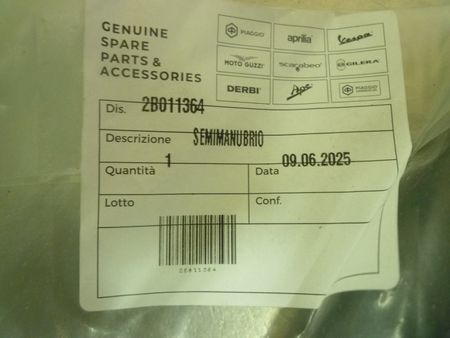 GENUINE
SPARE
PARTS &
ACCESSORIES
PIAGGIO aprilia Vespa
MOTO GUZZI scarabeo GILERA
DERBI Ape PIAGGIO
Dis. 2B011364
Descrizione SEMIMANUBRIO
Quantità 1 Data 09.06.2025
Lotto Conf.
2B011364